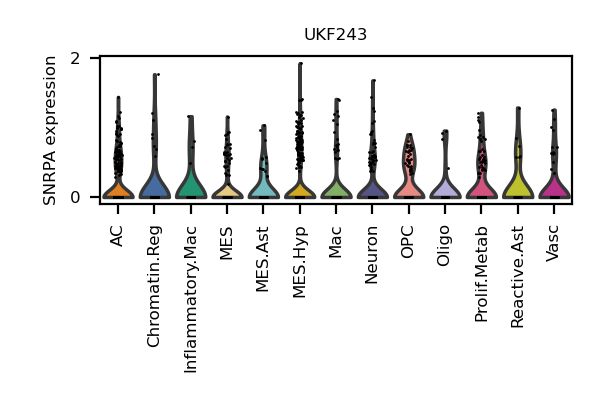 UKF243
SNRPA expression
2
0
AC
Chromatin.Reg
Inflammatory.Mac
MES
MES.Ast
MES.Hyp
Mac
Neuron
OPC
Oligo
Prolif.Metab
Reactive.Ast
Vasc